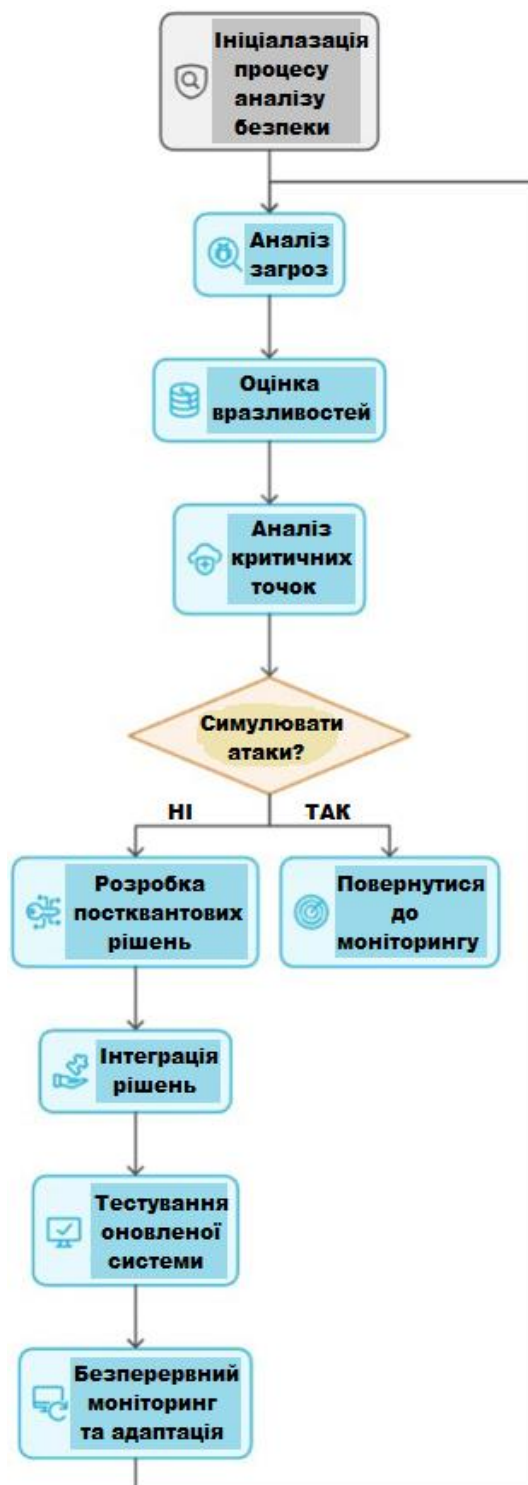 Ініціалазація
процесу
аналізу
безпеки
Аналіз
загроз
Оцінка
вразливостей
Аналіз
критичних
точок
Симулювати
атаки?
НІ
ТАК
Розробка
постквантових
рішень
Повернутися
до
моніторингу
Інтеграція
рішень
Тестування
оновленої
системи
Безперервний
моніторинг
та адаптація